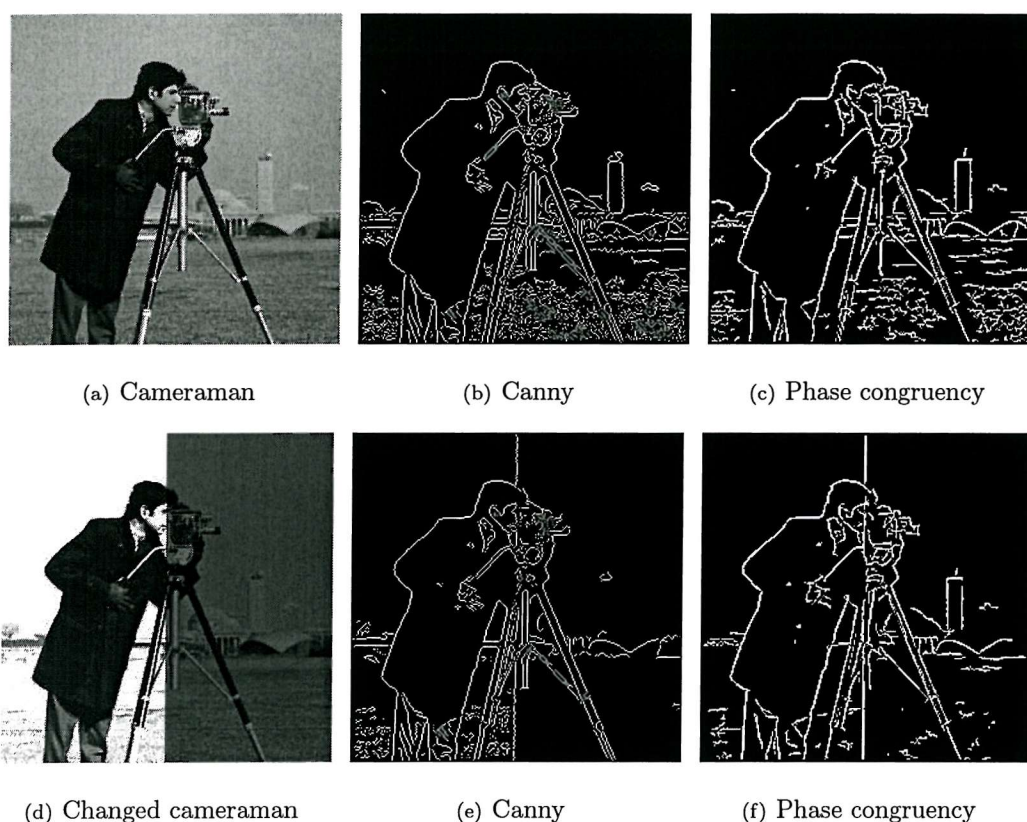 (a) Cameraman
(b) Canny
(c) Phase congruency
(d) Changed cameraman
(e) Canny
(f) Phase congruency